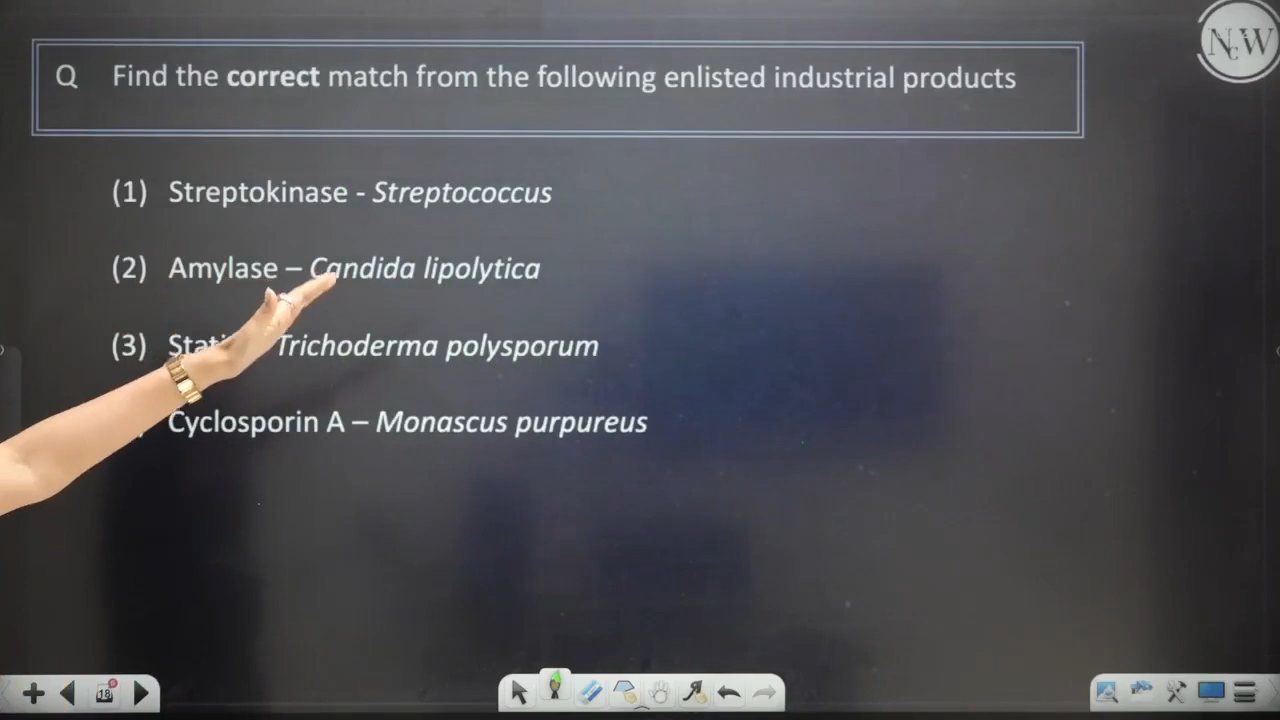 NCW
Q Find the correct match from the following enlisted industrial products
(1) Streptokinase - Streptococcus
(2) Amylase – Candida lipolytica
(3) Trichoderma polysporum
Cyclosporin A – Monascus purpureus
18